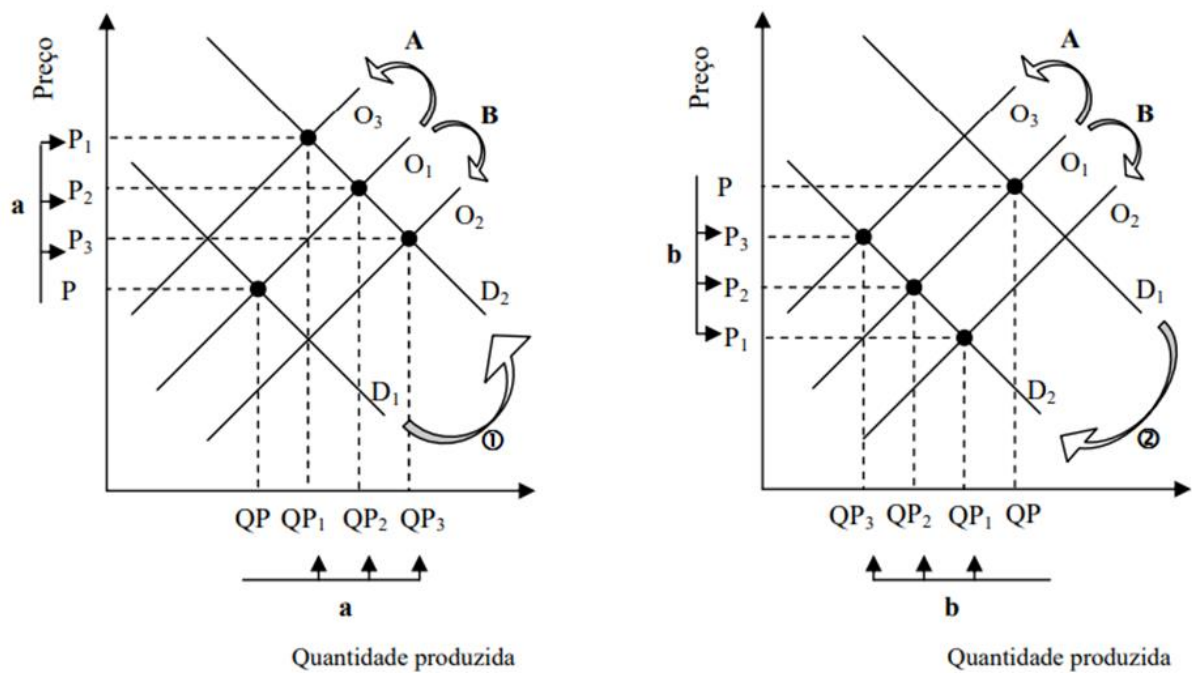 Preço
A
B
O₃
O₁
O₂
a
P₁
P₂
P₃
P
D₂
D₁
①
QP QP₁ QP₂ QP₃
a
Quantidade produzida
Preço
A
B
O₃
O₁
O₂
b
P
P₃
P₂
P₁
D₁
D₂
②
QP₃ QP₂ QP₁ QP
b
Quantidade produzida